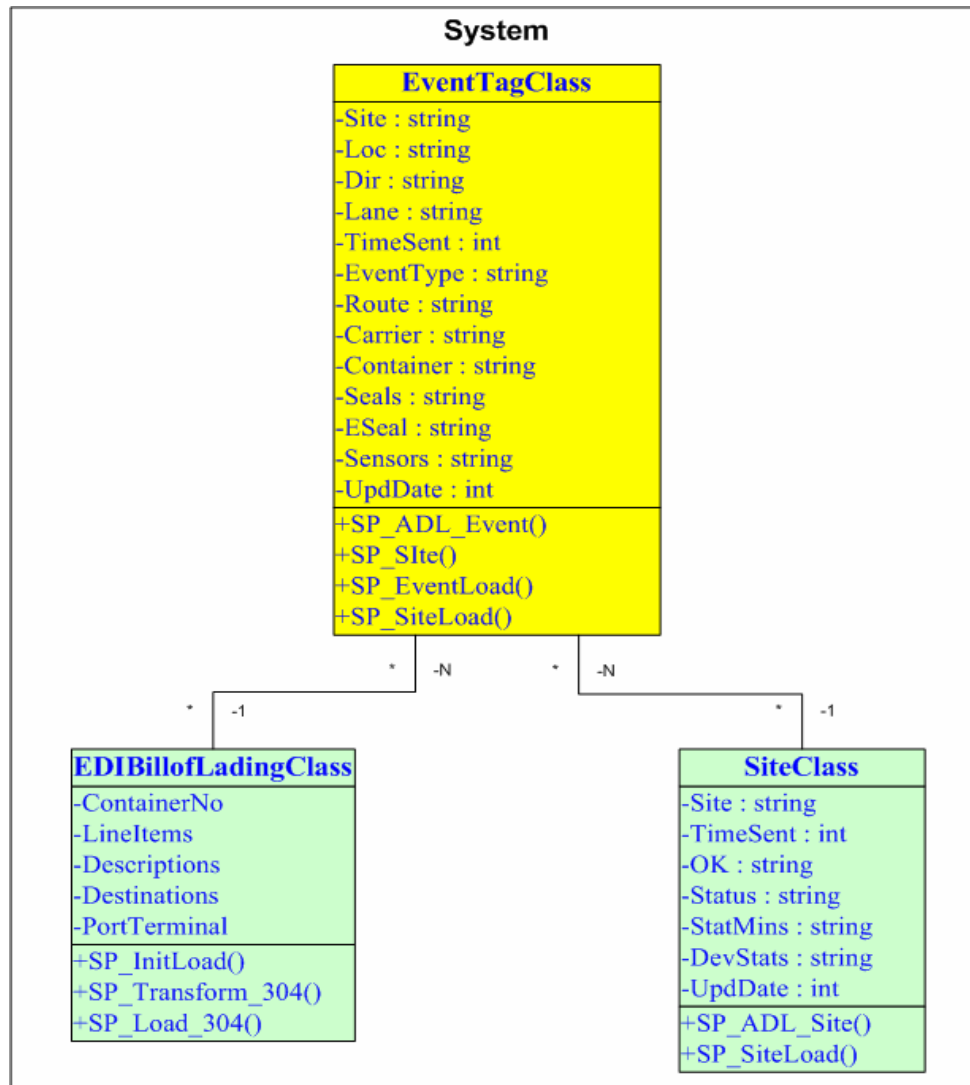 System
EventTagClass
-Site : string
-Loc : string
-Dir : string
-Lane : string
-TimeSent : int
-EventType : string
-Route : string
-Carrier : string
-Container : string
-Seals : string
-ESeal : string
-Sensors : string
-UpdDate : int
+SP_ADL_Event()
+SP_SIte()
+SP_EventLoad()
+SP_SiteLoad()
* -N
* -N
* -1
* -1
EDIBillofLadingClass
-ContainerNo
-LineItems
-Descriptions
-Destinations
-PortTerminal
+SP_InitLoad()
+SP_Transform_304()
+SP_Load_304()
SiteClass
-Site : string
-TimeSent : int
-OK : string
-Status : string
-StatMins : string
-DevStats : string
-UpdDate : int
+SP_ADL_Site()
+SP_SiteLoad()